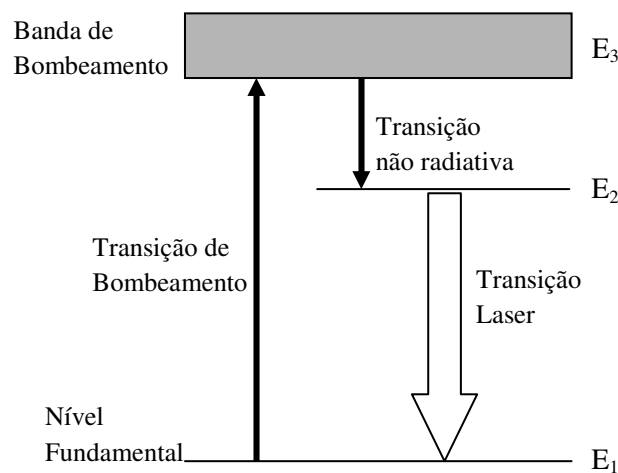 Banda de
Bombeamento
E₃
Transição
não radiativa
E₂
Transição de
Bombeamento
Transição
Laser
Nível
Fundamental
E₁